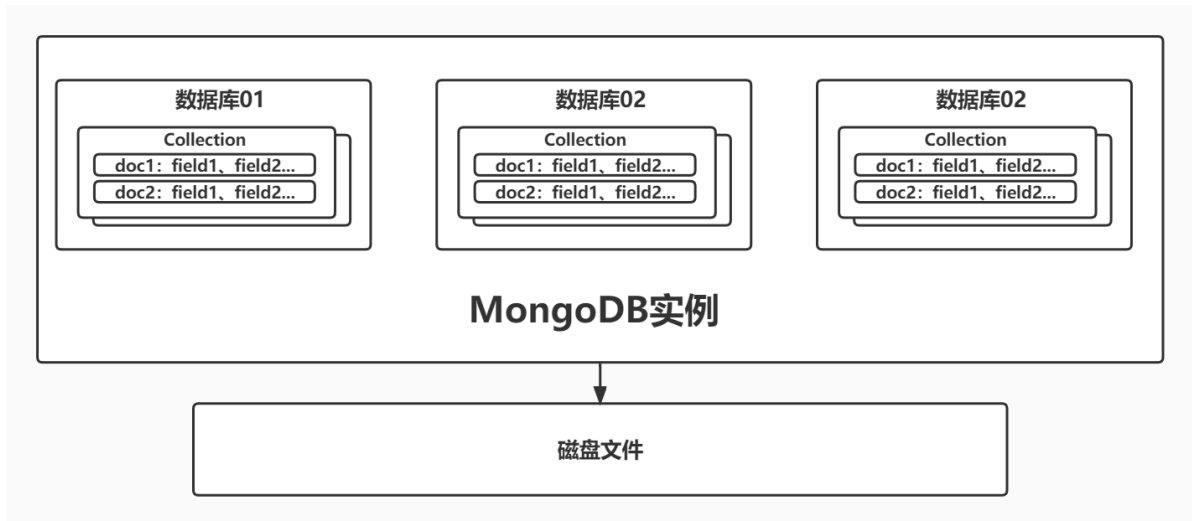 数据库01
Collection
doc1：field1、field2...
doc2：field1、field2...
数据库02
Collection
doc1：field1、field2...
doc2：field1、field2...
数据库02
Collection
doc1：field1、field2...
doc2：field1、field2...
MongoDB实例
磁盘文件